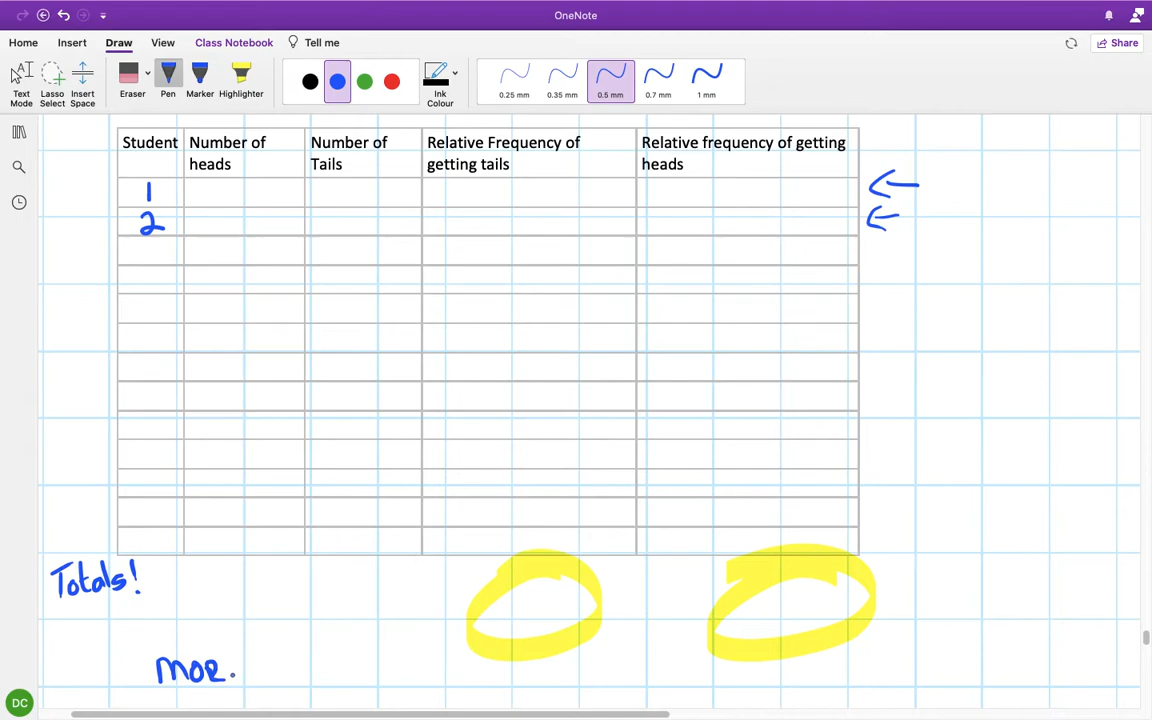 OneNote
Home Insert Draw View Class Notebook Tell me Share
Text Mode Lasso Select Insert Space Eraser Pen Marker Highlighter Ink Colour 0.25 mm 0.35 mm 0.5 mm 0.7 mm 1 mm
Student Number of heads Number of Tails Relative Frequency of getting tails Relative frequency of getting heads
1
2
Totals!
MOR
DC